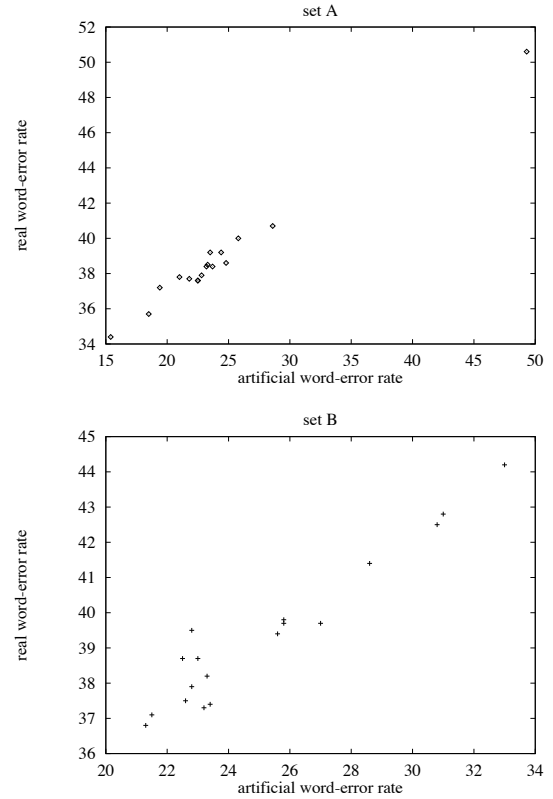 set A
52
50
48
46
44
42
40
38
36
34
real word-error rate
15 20 25 30 35 40 45 50
artificial word-error rate
set B
45
44
43
42
41
40
39
38
37
36
real word-error rate
20 22 24 26 28 30 32 34
artificial word-error rate